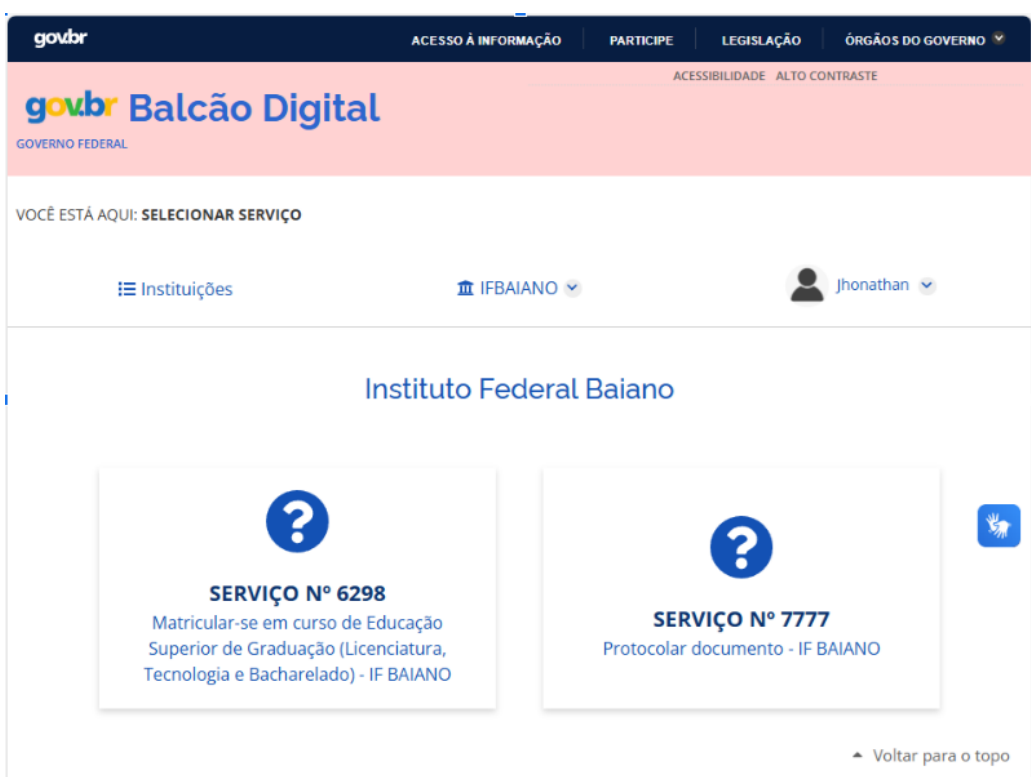 gov.br
ACESSO À INFORMAÇÃO PARTICIPE LEGISLAÇÃO ÓRGÃOS DO GOVERNO
ACESSIBILIDADE ALTO CONTRASTE
gov.br Balcão Digital
GOVERNO FEDERAL
VOCÊ ESTÁ AQUI: SELECIONAR SERVIÇO
Instituições
IFBAIANO
Jhonathan
Instituto Federal Baiano
SERVIÇO Nº 6298
Matricular-se em curso de Educação
Superior de Graduação (Licenciatura,
Tecnologia e Bacharelado) - IF BAIANO
SERVIÇO Nº 7777
Protocolar documento - IF BAIANO
Voltar para o topo